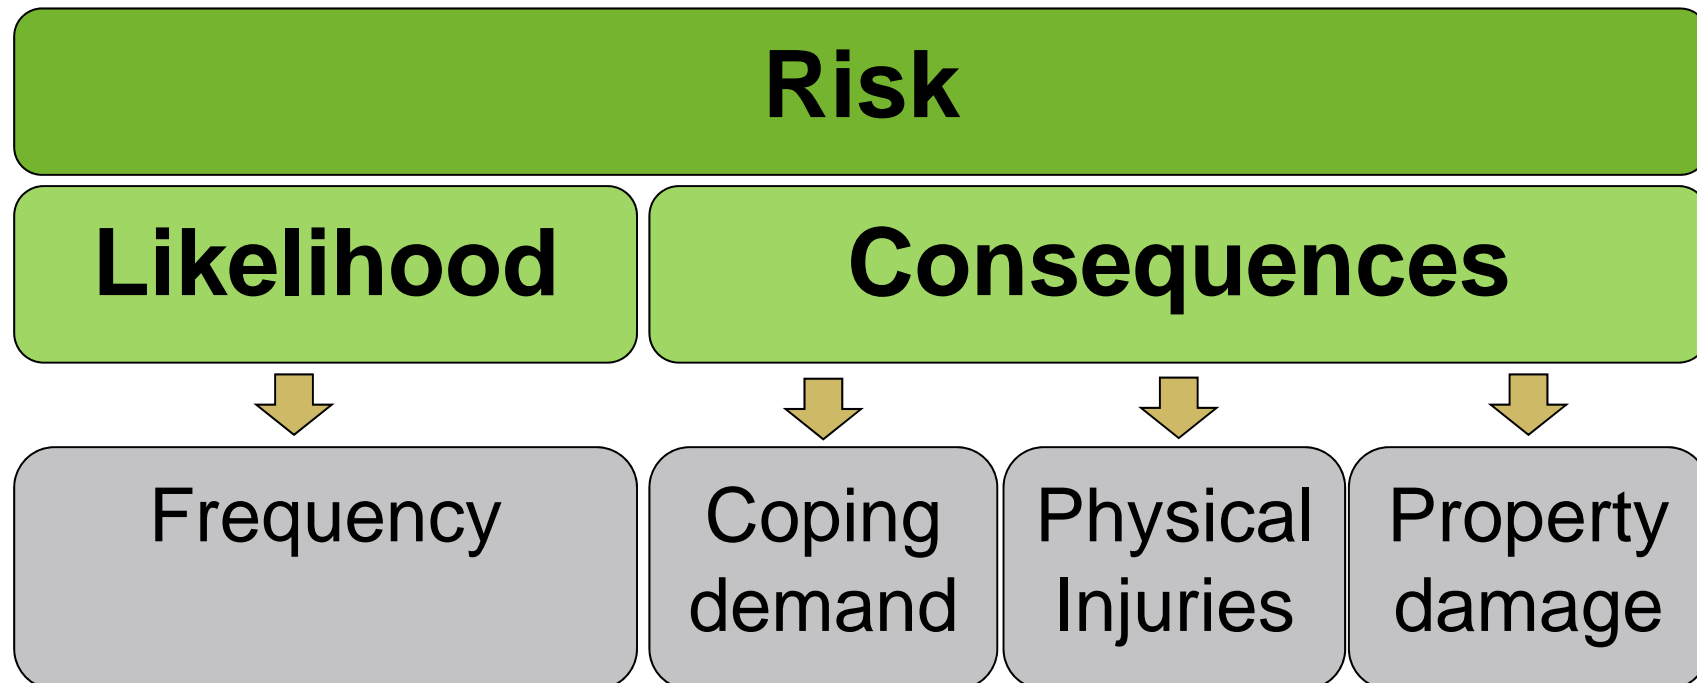 Risk
Likelihood
Consequences
Frequency
Coping
demand
Physical
Injuries
Property
damage